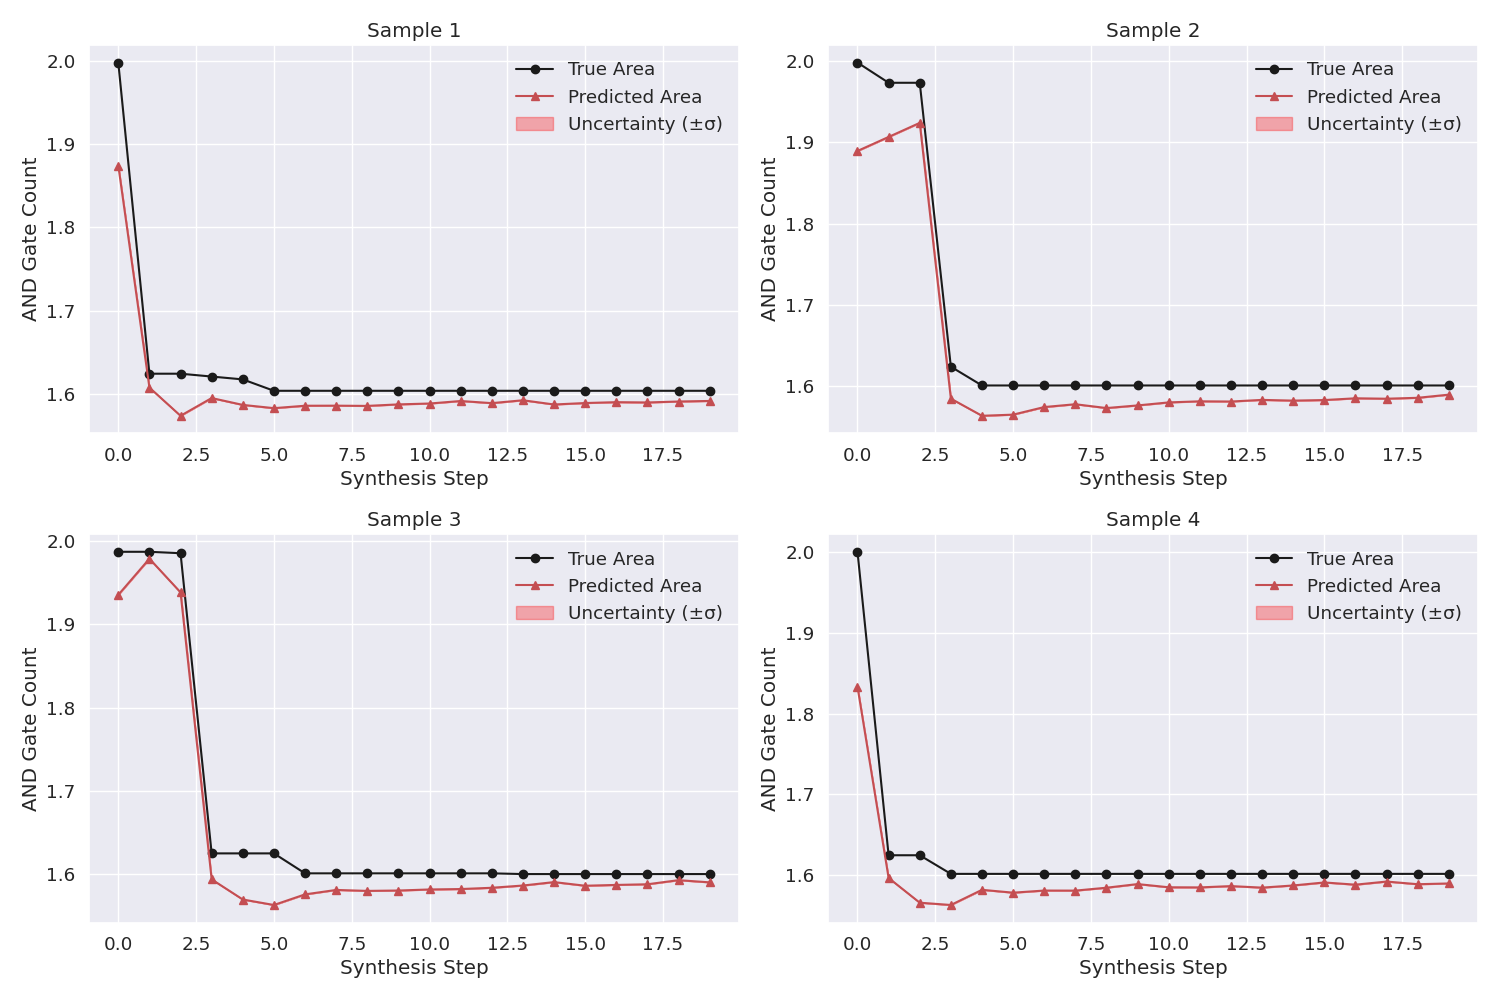 Sample 1
2.0
1.9
1.8
1.7
1.6
AND Gate Count
True Area
Predicted Area
Uncertainty (±σ)
0.0 2.5 5.0 7.5 10.0 12.5 15.0 17.5
Synthesis Step
Sample 2
2.0
1.9
1.8
1.7
1.6
AND Gate Count
True Area
Predicted Area
Uncertainty (±σ)
0.0 2.5 5.0 7.5 10.0 12.5 15.0 17.5
Synthesis Step
Sample 3
2.0
1.9
1.8
1.7
1.6
AND Gate Count
True Area
Predicted Area
Uncertainty (±σ)
0.0 2.5 5.0 7.5 10.0 12.5 15.0 17.5
Synthesis Step
Sample 4
2.0
1.9
1.8
1.7
1.6
AND Gate Count
True Area
Predicted Area
Uncertainty (±σ)
0.0 2.5 5.0 7.5 10.0 12.5 15.0 17.5
Synthesis Step